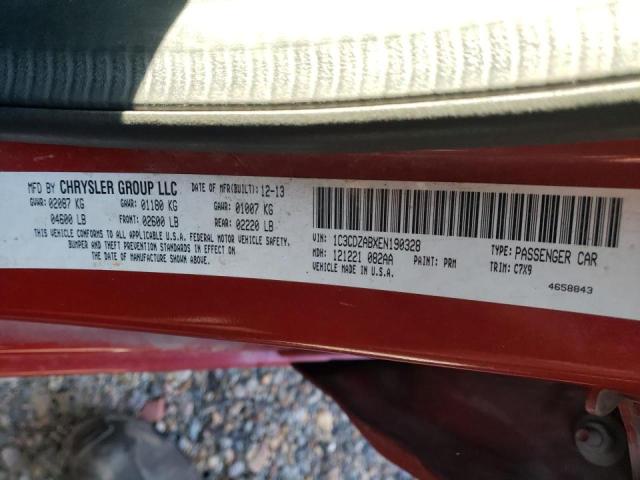 MFD BY CHRYSLER GROUP LLC DATE OF MFR(BUILT): 12-13
GVWR: 02087 KG GAWR: 01180 KG GAWR: 01007 KG
04600 LB FRONT: 02600 LB REAR: 02220 LB
THIS VEHICLE CONFORMS TO ALL APPLICABLE U.S.A. FEDERAL MOTOR VEHICLE SAFETY,
BUMPER AND THEFT PREVENTION STANDARDS IN EFFECT ON
THE DATE OF MANUFACTURE SHOWN ABOVE.
VIN: 1C3CDZABXEN190328 TYPE: PASSENGER CAR
MDH: 121221 082AA PAINT: PRM TRIM: C7X9
VEHICLE MADE IN U.S.A.
4658843